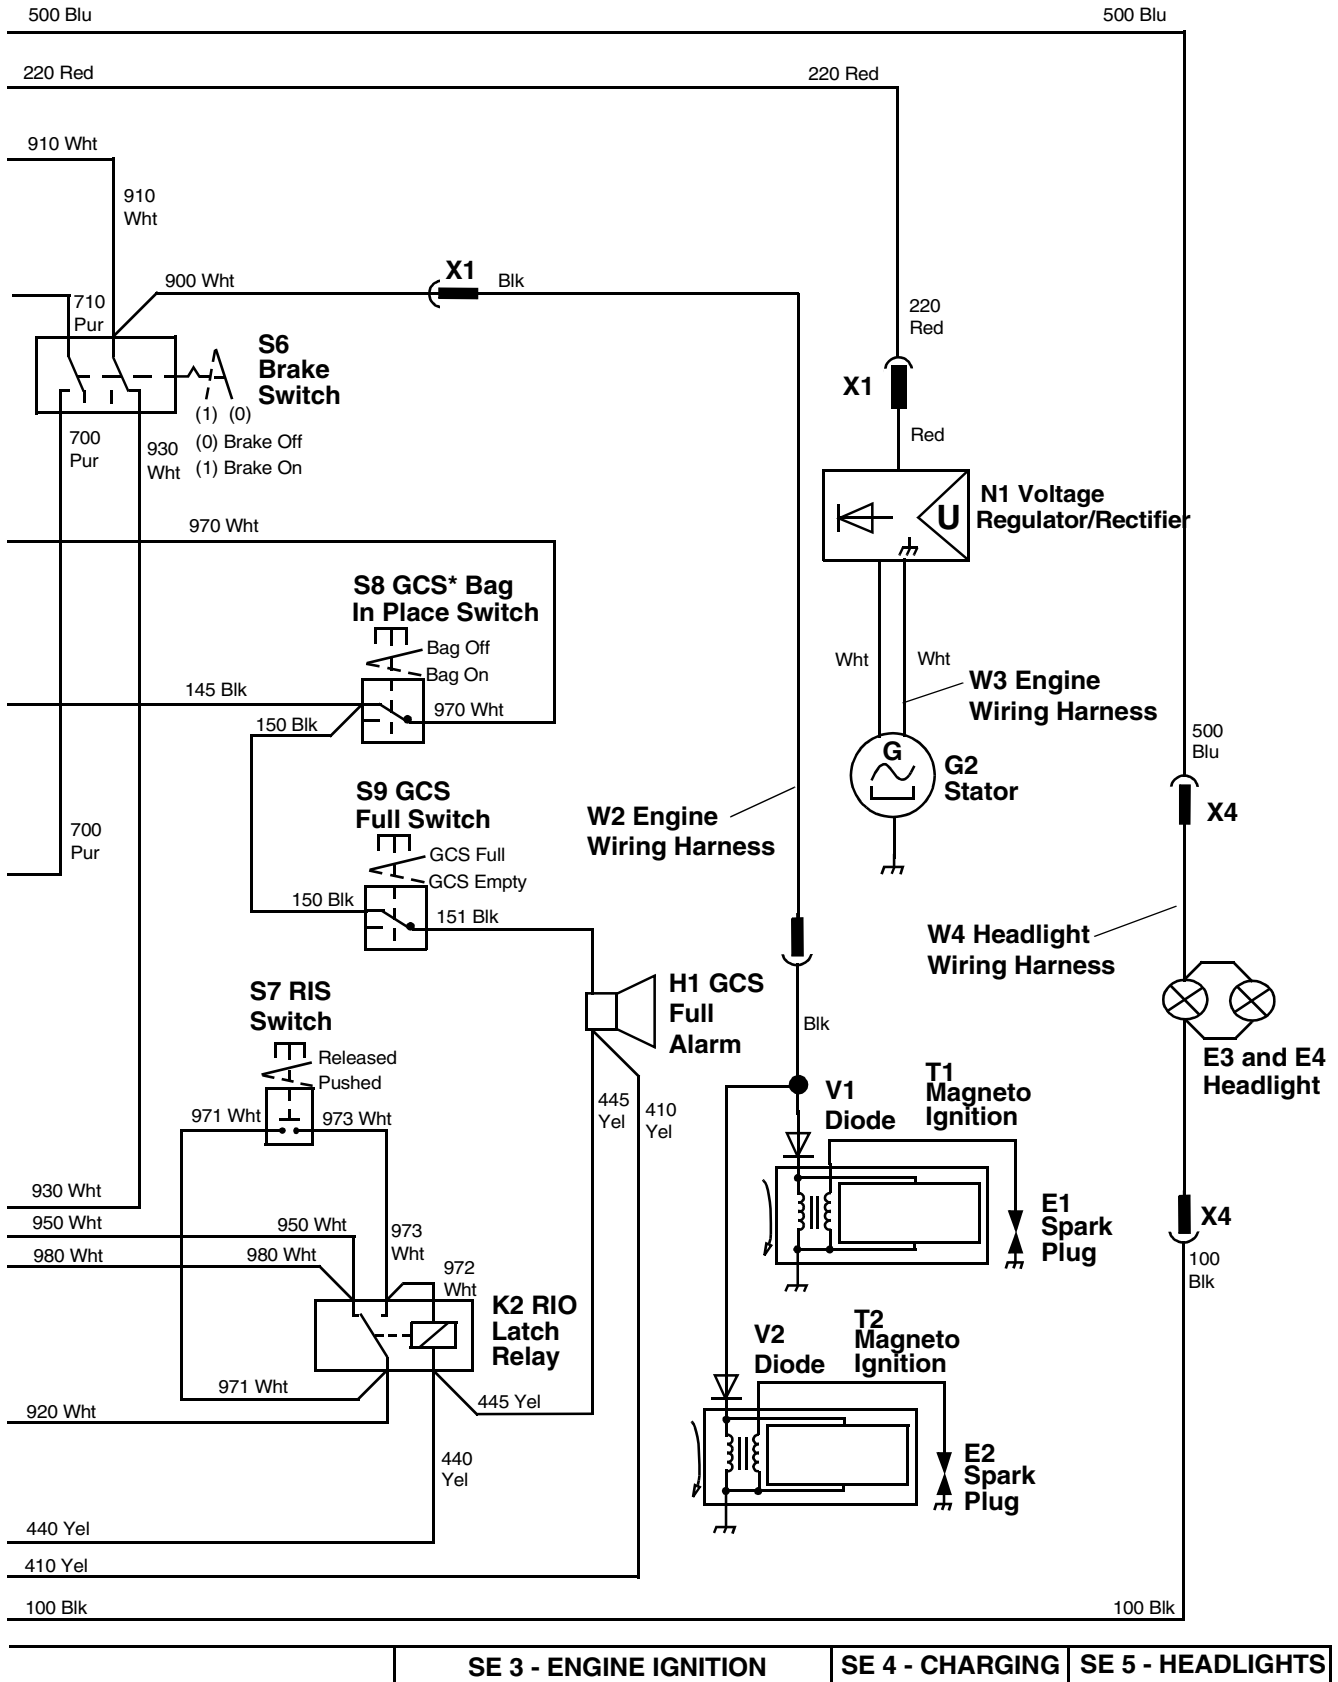 500 Blu
500 Blu
220 Red
220 Red
910 Wht
910
Wht
900 Wht
X1
Blk
710
Pur
220
Red
S6
Brake
Switch
X1
(1) (0)
700
Pur
930
Wht
(0) Brake Off
(1) Brake On
Red
N1 Voltage
Regulator/Rectifier
U
970 Wht
S8 GCS* Bag
In Place Switch
Bag Off
Bag On
Wht
Wht
W3 Engine
Wiring Harness
145 Blk
970 Wht
150 Blk
500
Blu
G
G2
Stator
S9 GCS
Full Switch
W2 Engine
Wiring Harness
X4
700
Pur
GCS Full
GCS Empty
150 Blk
151 Blk
W4 Headlight
Wiring Harness
S7 RIS
Switch
H1 GCS
Full
Alarm
Blk
Released
Pushed
E3 and E4
Headlight
971 Wht
973 Wht
445
Yel
410
Yel
V1
Diode
T1
Magneto
Ignition
930 Wht
950 Wht
950 Wht
973
Wht
980 Wht
980 Wht
E1
Spark
Plug
X4
972
Wht
100
Blk
K2 RIO
Latch
Relay
V2
Diode
T2
Magneto
Ignition
971 Wht
445 Yel
920 Wht
440
Yel
E2
Spark
Plug
440 Yel
410 Yel
100 Blk
100 Blk
SE 3 - ENGINE IGNITION
SE 4 - CHARGING
SE 5 - HEADLIGHTS